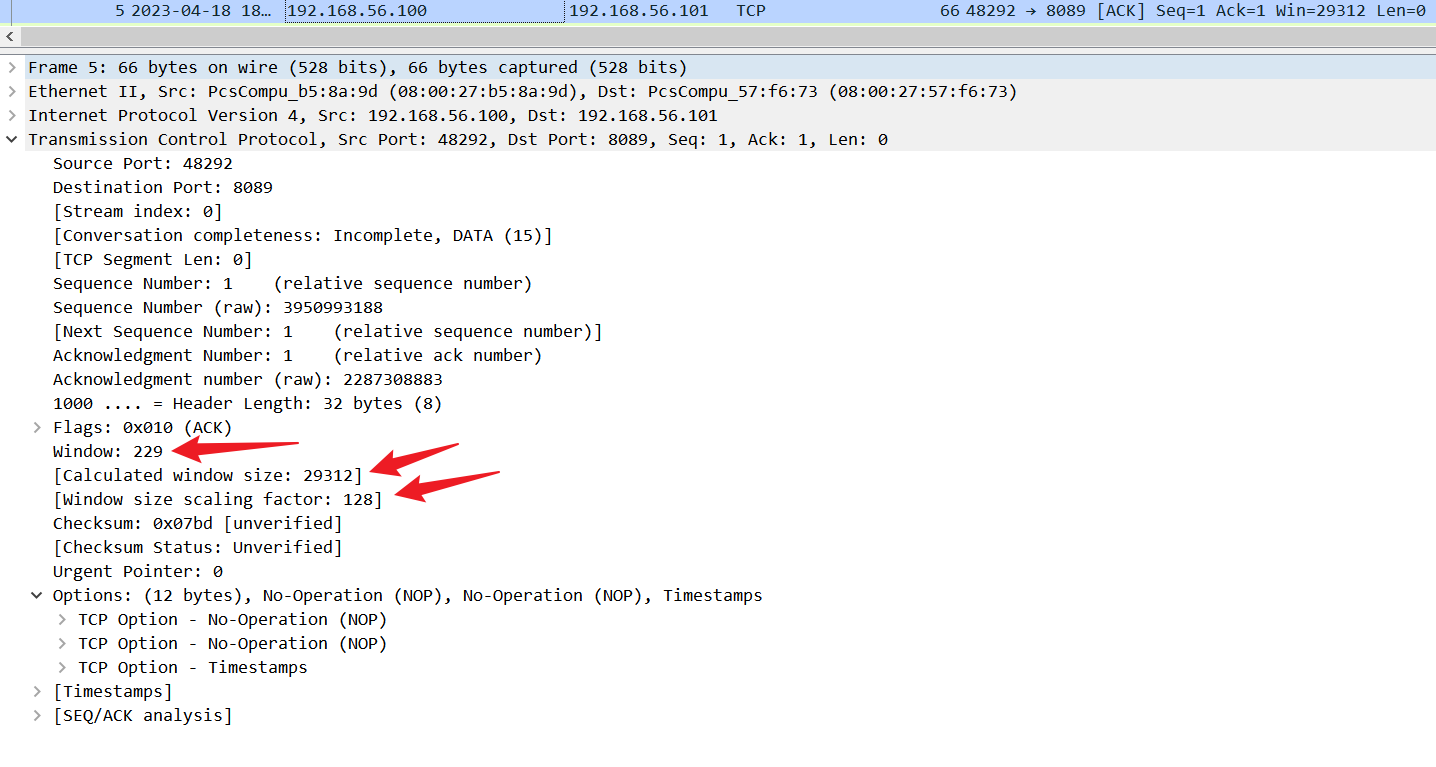 5 2023-04-18 18… 192.168.56.100 192.168.56.101 TCP 66 48292 → 8089 [ACK] Seq=1 Ack=1 Win=29312 Len=0
Frame 5: 66 bytes on wire (528 bits), 66 bytes captured (528 bits)
Ethernet II, Src: PcsCompu_b5:8a:9d (08:00:27:b5:8a:9d), Dst: PcsCompu_57:f6:73 (08:00:27:57:f6:73)
Internet Protocol Version 4, Src: 192.168.56.100, Dst: 192.168.56.101
Transmission Control Protocol, Src Port: 48292, Dst Port: 8089, Seq: 1, Ack: 1, Len: 0
Source Port: 48292
Destination Port: 8089
[Stream index: 0]
[Conversation completeness: Incomplete, DATA (15)]
[TCP Segment Len: 0]
Sequence Number: 1    (relative sequence number)
Sequence Number (raw): 3950993188
[Next Sequence Number: 1    (relative sequence number)]
Acknowledgment Number: 1    (relative ack number)
Acknowledgment number (raw): 2287308883
1000 .... = Header Length: 32 bytes (8)
Flags: 0x010 (ACK)
Window: 229
[Calculated window size: 29312]
[Window size scaling factor: 128]
Checksum: 0x07bd [unverified]
[Checksum Status: Unverified]
Urgent Pointer: 0
Options: (12 bytes), No-Operation (NOP), No-Operation (NOP), Timestamps
TCP Option - No-Operation (NOP)
TCP Option - No-Operation (NOP)
TCP Option - Timestamps
[Timestamps]
[SEQ/ACK analysis]